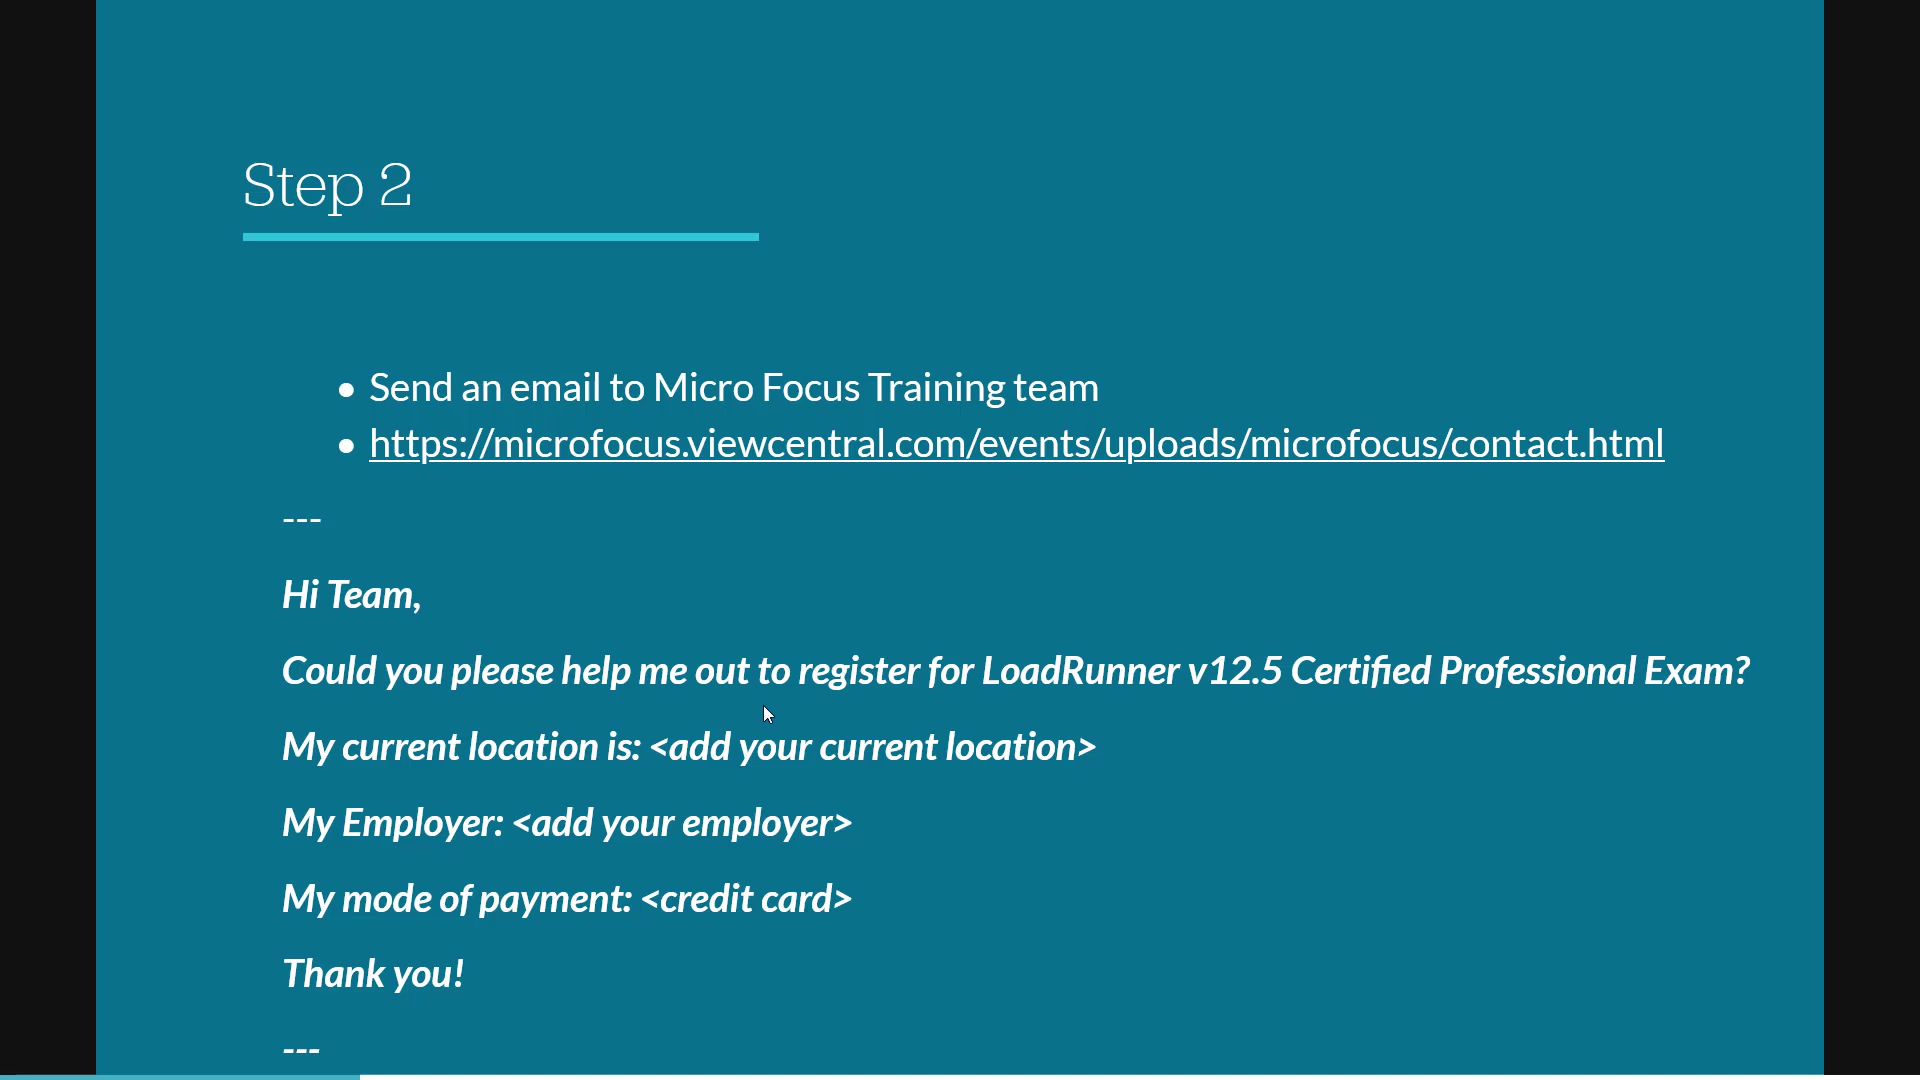 Step 2
• Send an email to Micro Focus Training team
• https://microfocus.viewcentral.com/events/uploads/microfocus/contact.html
---
Hi Team,
Could you please help me out to register for LoadRunner v12.5 Certified Professional Exam?
My current location is: <add your current location>
My Employer: <add your employer>
My mode of payment: <credit card>
Thank you!
---